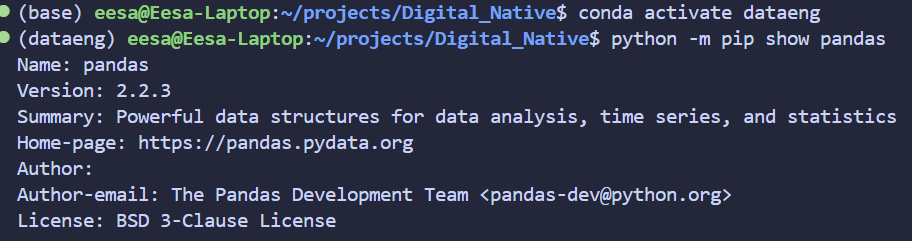 (base) eesa@Eesa-Laptop:~/projects/Digital_Native$ conda activate dataeng
(dataeng) eesa@Eesa-Laptop:~/projects/Digital_Native$ python -m pip show pandas
Name: pandas
Version: 2.2.3
Summary: Powerful data structures for data analysis, time series, and statistics
Home-page: https://pandas.pydata.org
Author:
Author-email: The Pandas Development Team <pandas-dev@python.org>
License: BSD 3-Clause License